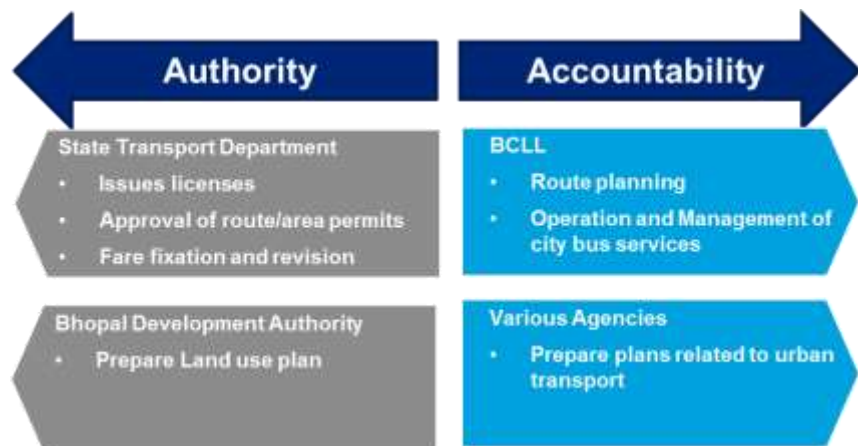 Authority
Accountability
State Transport Department
• Issues licenses
• Approval of route/area permits
• Fare fixation and revision
BCLL
• Route planning
• Operation and Management of
city bus services
Bhopal Development Authority
• Prepare Land use plan
Various Agencies
• Prepare plans related to urban
transport